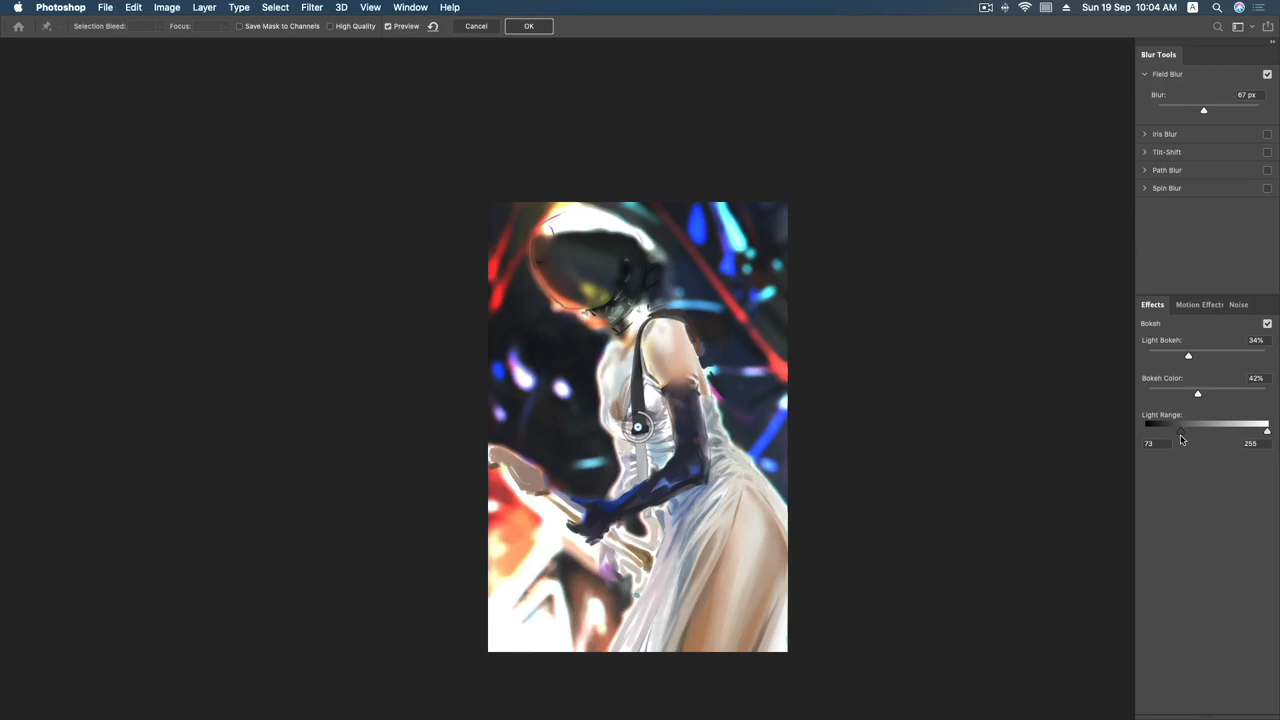 Photoshop File Edit Image Layer Type Select Filter 3D View Window Help Sun 19 Sep 10:04 AM A
Selection Bleed: Focus: Save Mask to Channels High Quality Preview Cancel OK
Blur Tools
Field Blur
Blur: 67 px
Iris Blur
Tilt-Shift
Path Blur
Spin Blur
Effects Motion Effects Noise
Bokeh
Light Bokeh: 34%
Bokeh Color: 42%
Light Range:
73 255